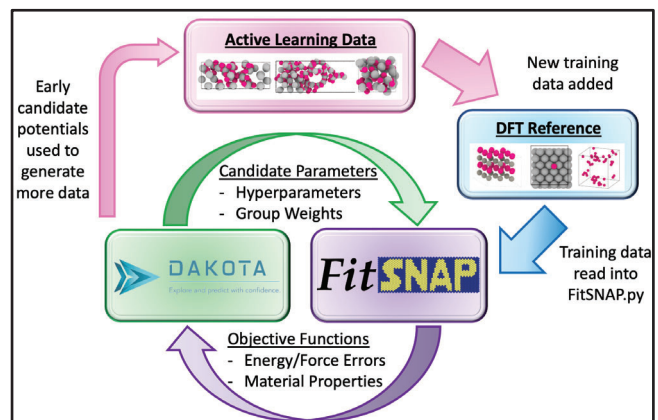 Active Learning Data
Early
candidate
potentials
used to
generate
more data
New training
data added
DFT Reference
Candidate Parameters
- Hyperparameters
- Group Weights
DAKOTA
Explore and predict with confidence.
FitSNAP
Training data
read into
FitSNAP.py
Objective Functions
- Energy/Force Errors
- Material Properties